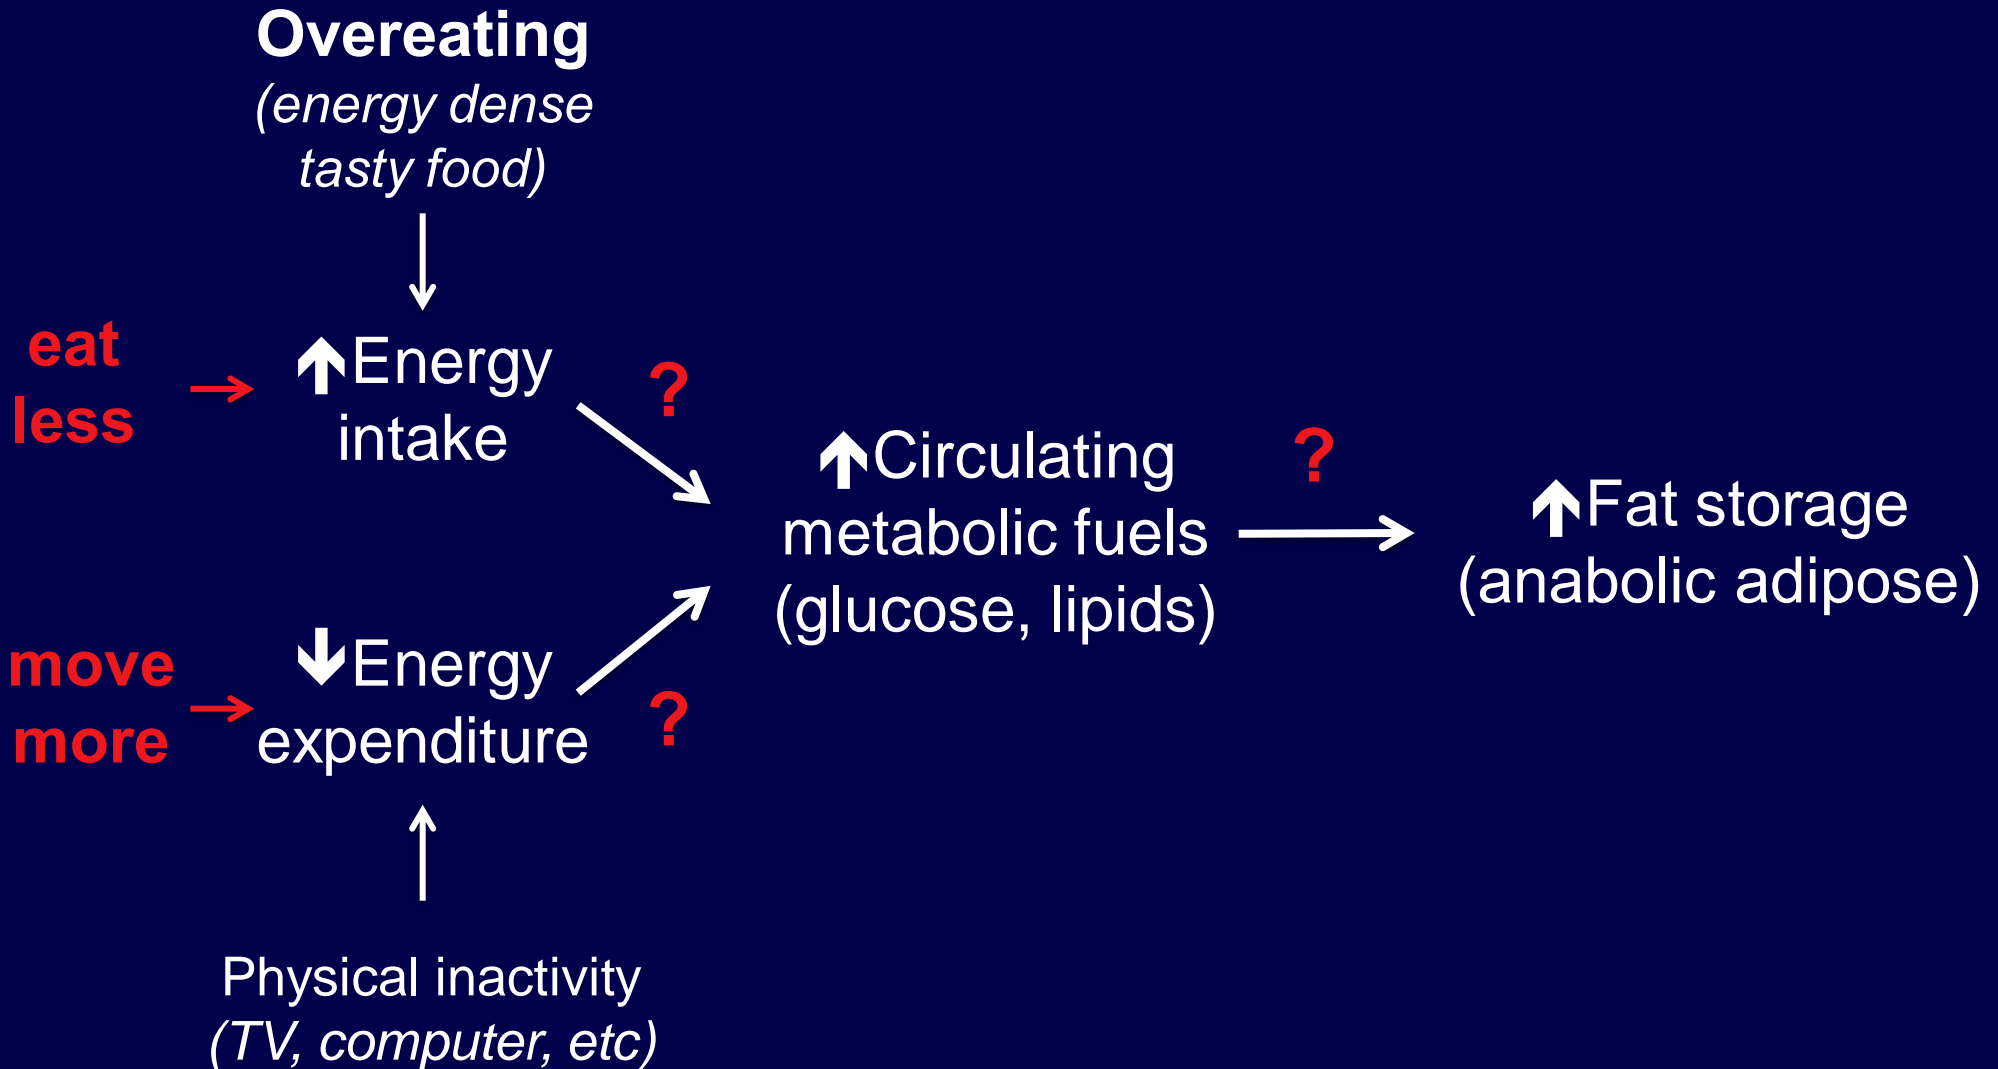 Overeating
(energy dense
tasty food)
eat
less
↑Energy
intake
?
↑Circulating
metabolic fuels
(glucose, lipids)
?
↑Fat storage
(anabolic adipose)
move
more
↓Energy
expenditure
?
Physical inactivity
(TV, computer, etc)